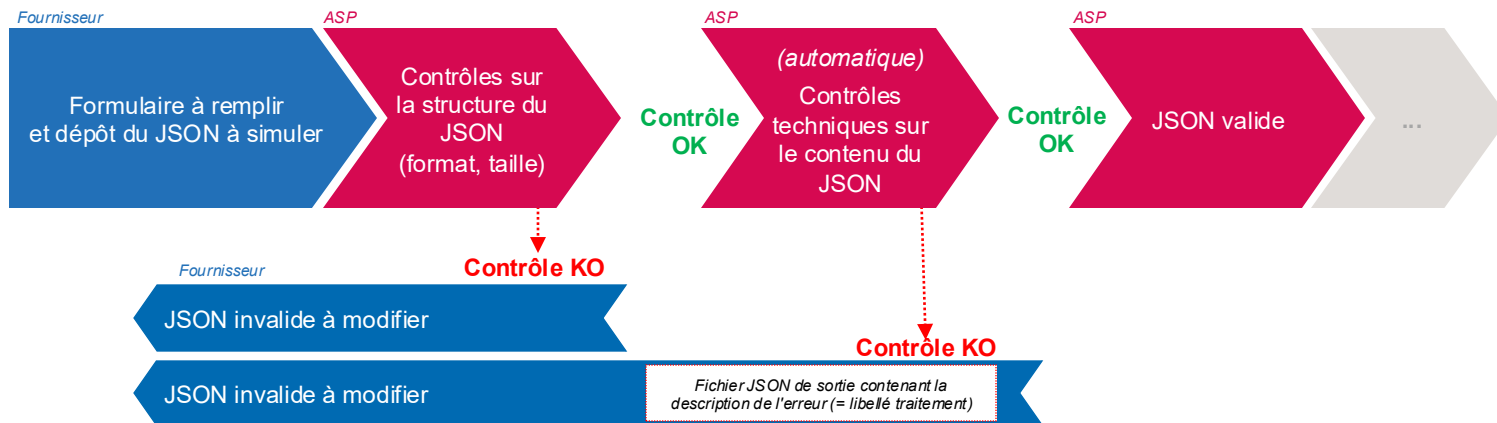 Fournisseur
ASP
ASP
ASP
Formulaire à remplir
et dépôt du JSON à simuler
Contrôles sur
la structure du
JSON
(format, taille)
Contrôle
OK
(automatique)
Contrôles
techniques sur
le contenu du
JSON
Contrôle
OK
JSON valide
...
Fournisseur
Contrôle KO
JSON invalide à modifier
Contrôle KO
JSON invalide à modifier
Fichier JSON de sortie contenant la
description de l'erreur (= libellé traitement)